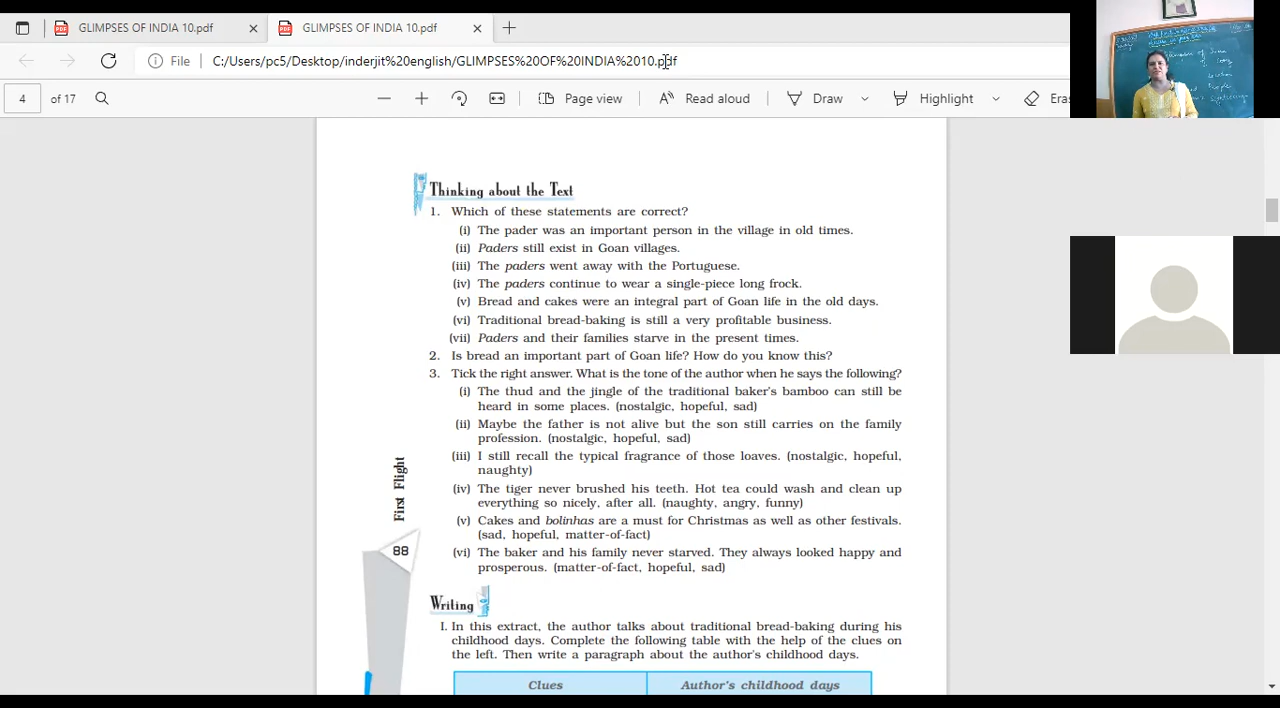 GLIMPSES OF INDIA 10.pdf
GLIMPSES OF INDIA 10.pdf
File
C:/Users/pc5/Desktop/inderjit%20english/GLIMPSES%20OF%20INDIA%2010.pdf
4
of 17
Page view
Read aloud
Draw
Highlight
Eras
Thinking about the Text
1. Which of these statements are correct?
(i) The pader was an important person in the village in old times.
(ii) Paders still exist in Goan villages.
(iii) The paders went away with the Portuguese.
(iv) The paders continue to wear a single-piece long frock.
(v) Bread and cakes were an integral part of Goan life in the old days.
(vi) Traditional bread-baking is still a very profitable business.
(vii) Paders and their families starve in the present times.
2. Is bread an important part of Goan life? How do you know this?
3. Tick the right answer. What is the tone of the author when he says the following?
(i) The thud and the jingle of the traditional baker's bamboo can still be
heard in some places. (nostalgic, hopeful, sad)
(ii) Maybe the father is not alive but the son still carries on the family
profession. (nostalgic, hopeful, sad)
(iii) I still recall the typical fragrance of those loaves. (nostalgic, hopeful,
naughty)
(iv) The tiger never brushed his teeth. Hot tea could wash and clean up
everything so nicely, after all. (naughty, angry, funny)
(v) Cakes and bolinhas are a must for Christmas as well as other festivals.
(sad, hopeful, matter-of-fact)
(vi) The baker and his family never starved. They always looked happy and
prosperous. (matter-of-fact, hopeful, sad)
First Flight
88
Writing
I. In this extract, the author talks about traditional bread-baking during his
childhood days. Complete the following table with the help of the clues on
the left. Then write a paragraph about the author's childhood days.
Clues
Author's childhood days